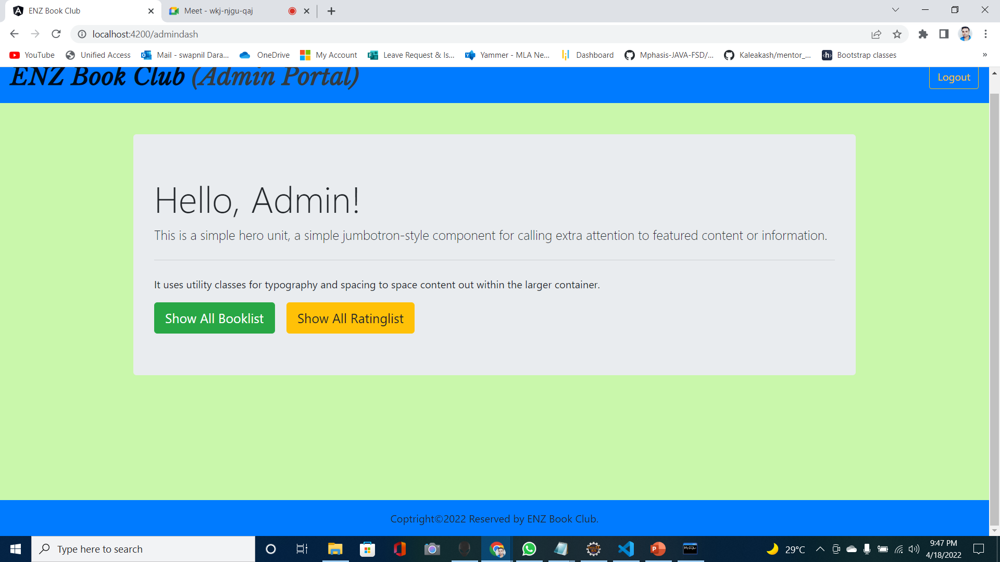 ENZ Book Club
Meet - wkj-njgu-qaj
localhost:4200/admindash
YouTube
Unified Access
Mail - swapnil Dara...
OneDrive
My Account
Leave Request & Is...
Yammer - MLA Ne...
Dashboard
Mphasis-JAVA-FSD/...
Kaleakash/mentor_...
Bootstrap classes
»
ENZ Book Club (Admin Portal)
Logout
Hello, Admin!
This is a simple hero unit, a simple jumbotron-style component for calling extra attention to featured content or information.
It uses utility classes for typography and spacing to space content out within the larger container.
Show All Booklist
Show All Ratinglist
Coptright©2022 Reserved by ENZ Book Club.
Type here to search
29°C
9:47 PM
4/18/2022